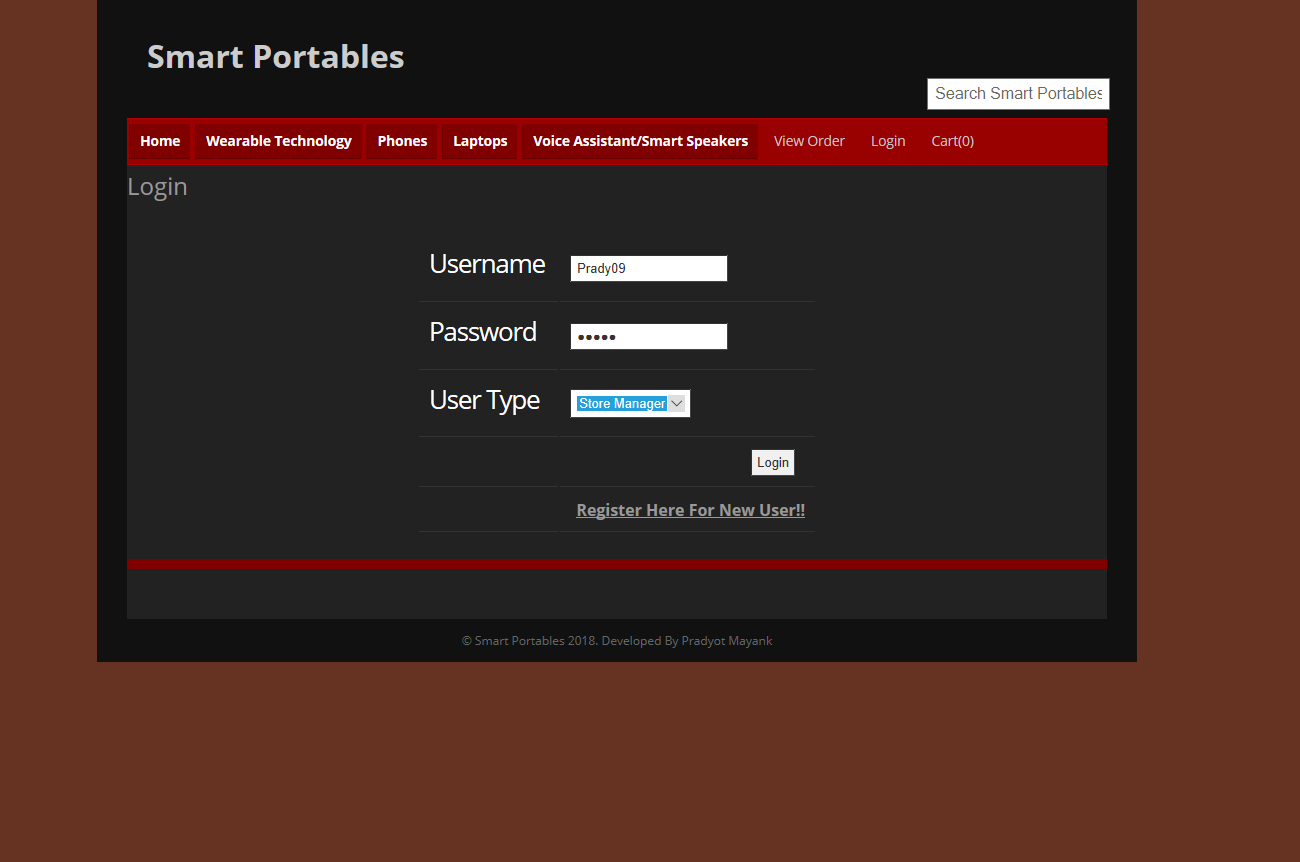 Smart Portables
Search Smart Portables
Home Wearable Technology Phones Laptops Voice Assistant/Smart Speakers View Order Login Cart(0)
Login
Username Prady09
Password •••••
User Type Store Manager
Login
Register Here For New User!!
© Smart Portables 2018. Developed By Pradyot Mayank